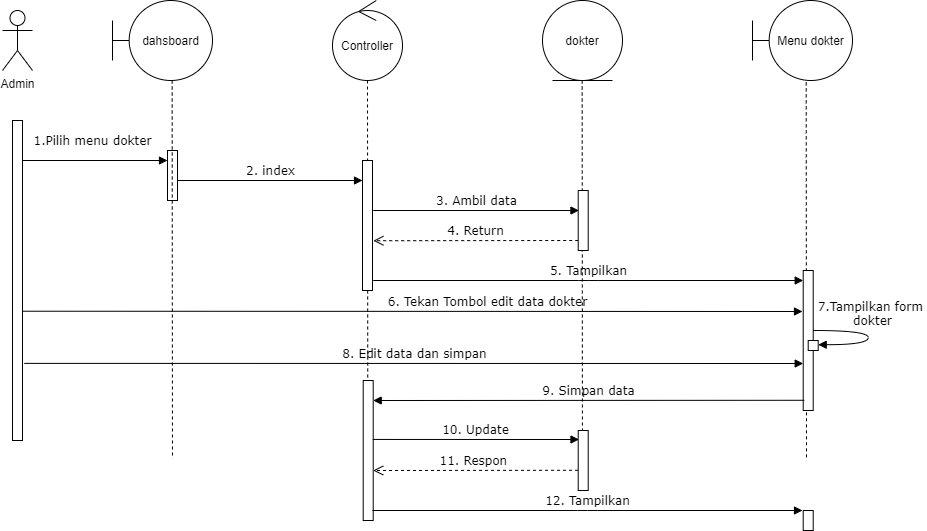 dahsboard
Controller
dokter
Menu dokter
Admin
1.Pilih menu dokter
2. index
3. Ambil data
4. Return
5. Tampilkan
6. Tekan Tombol edit data dokter
7.Tampilkan form
dokter
8. Edit data dan simpan
9. Simpan data
10. Update
11. Respon
12. Tampilkan